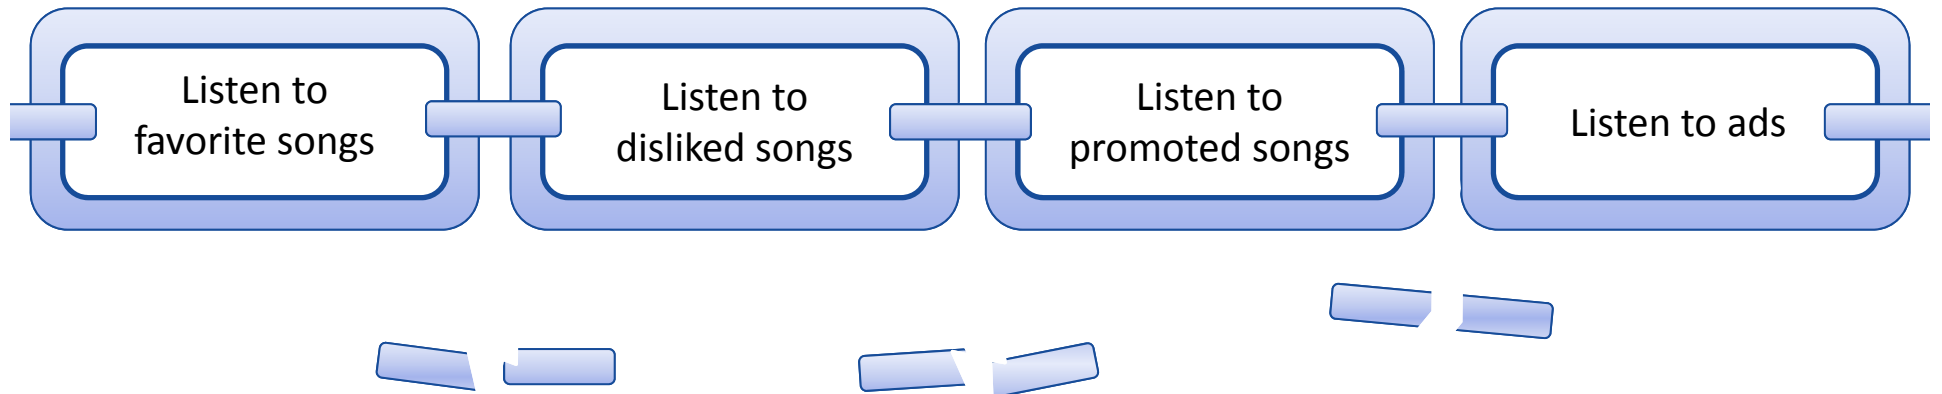 Listen to
favorite songs
Listen to
disliked songs
Listen to
promoted songs
Listen to ads